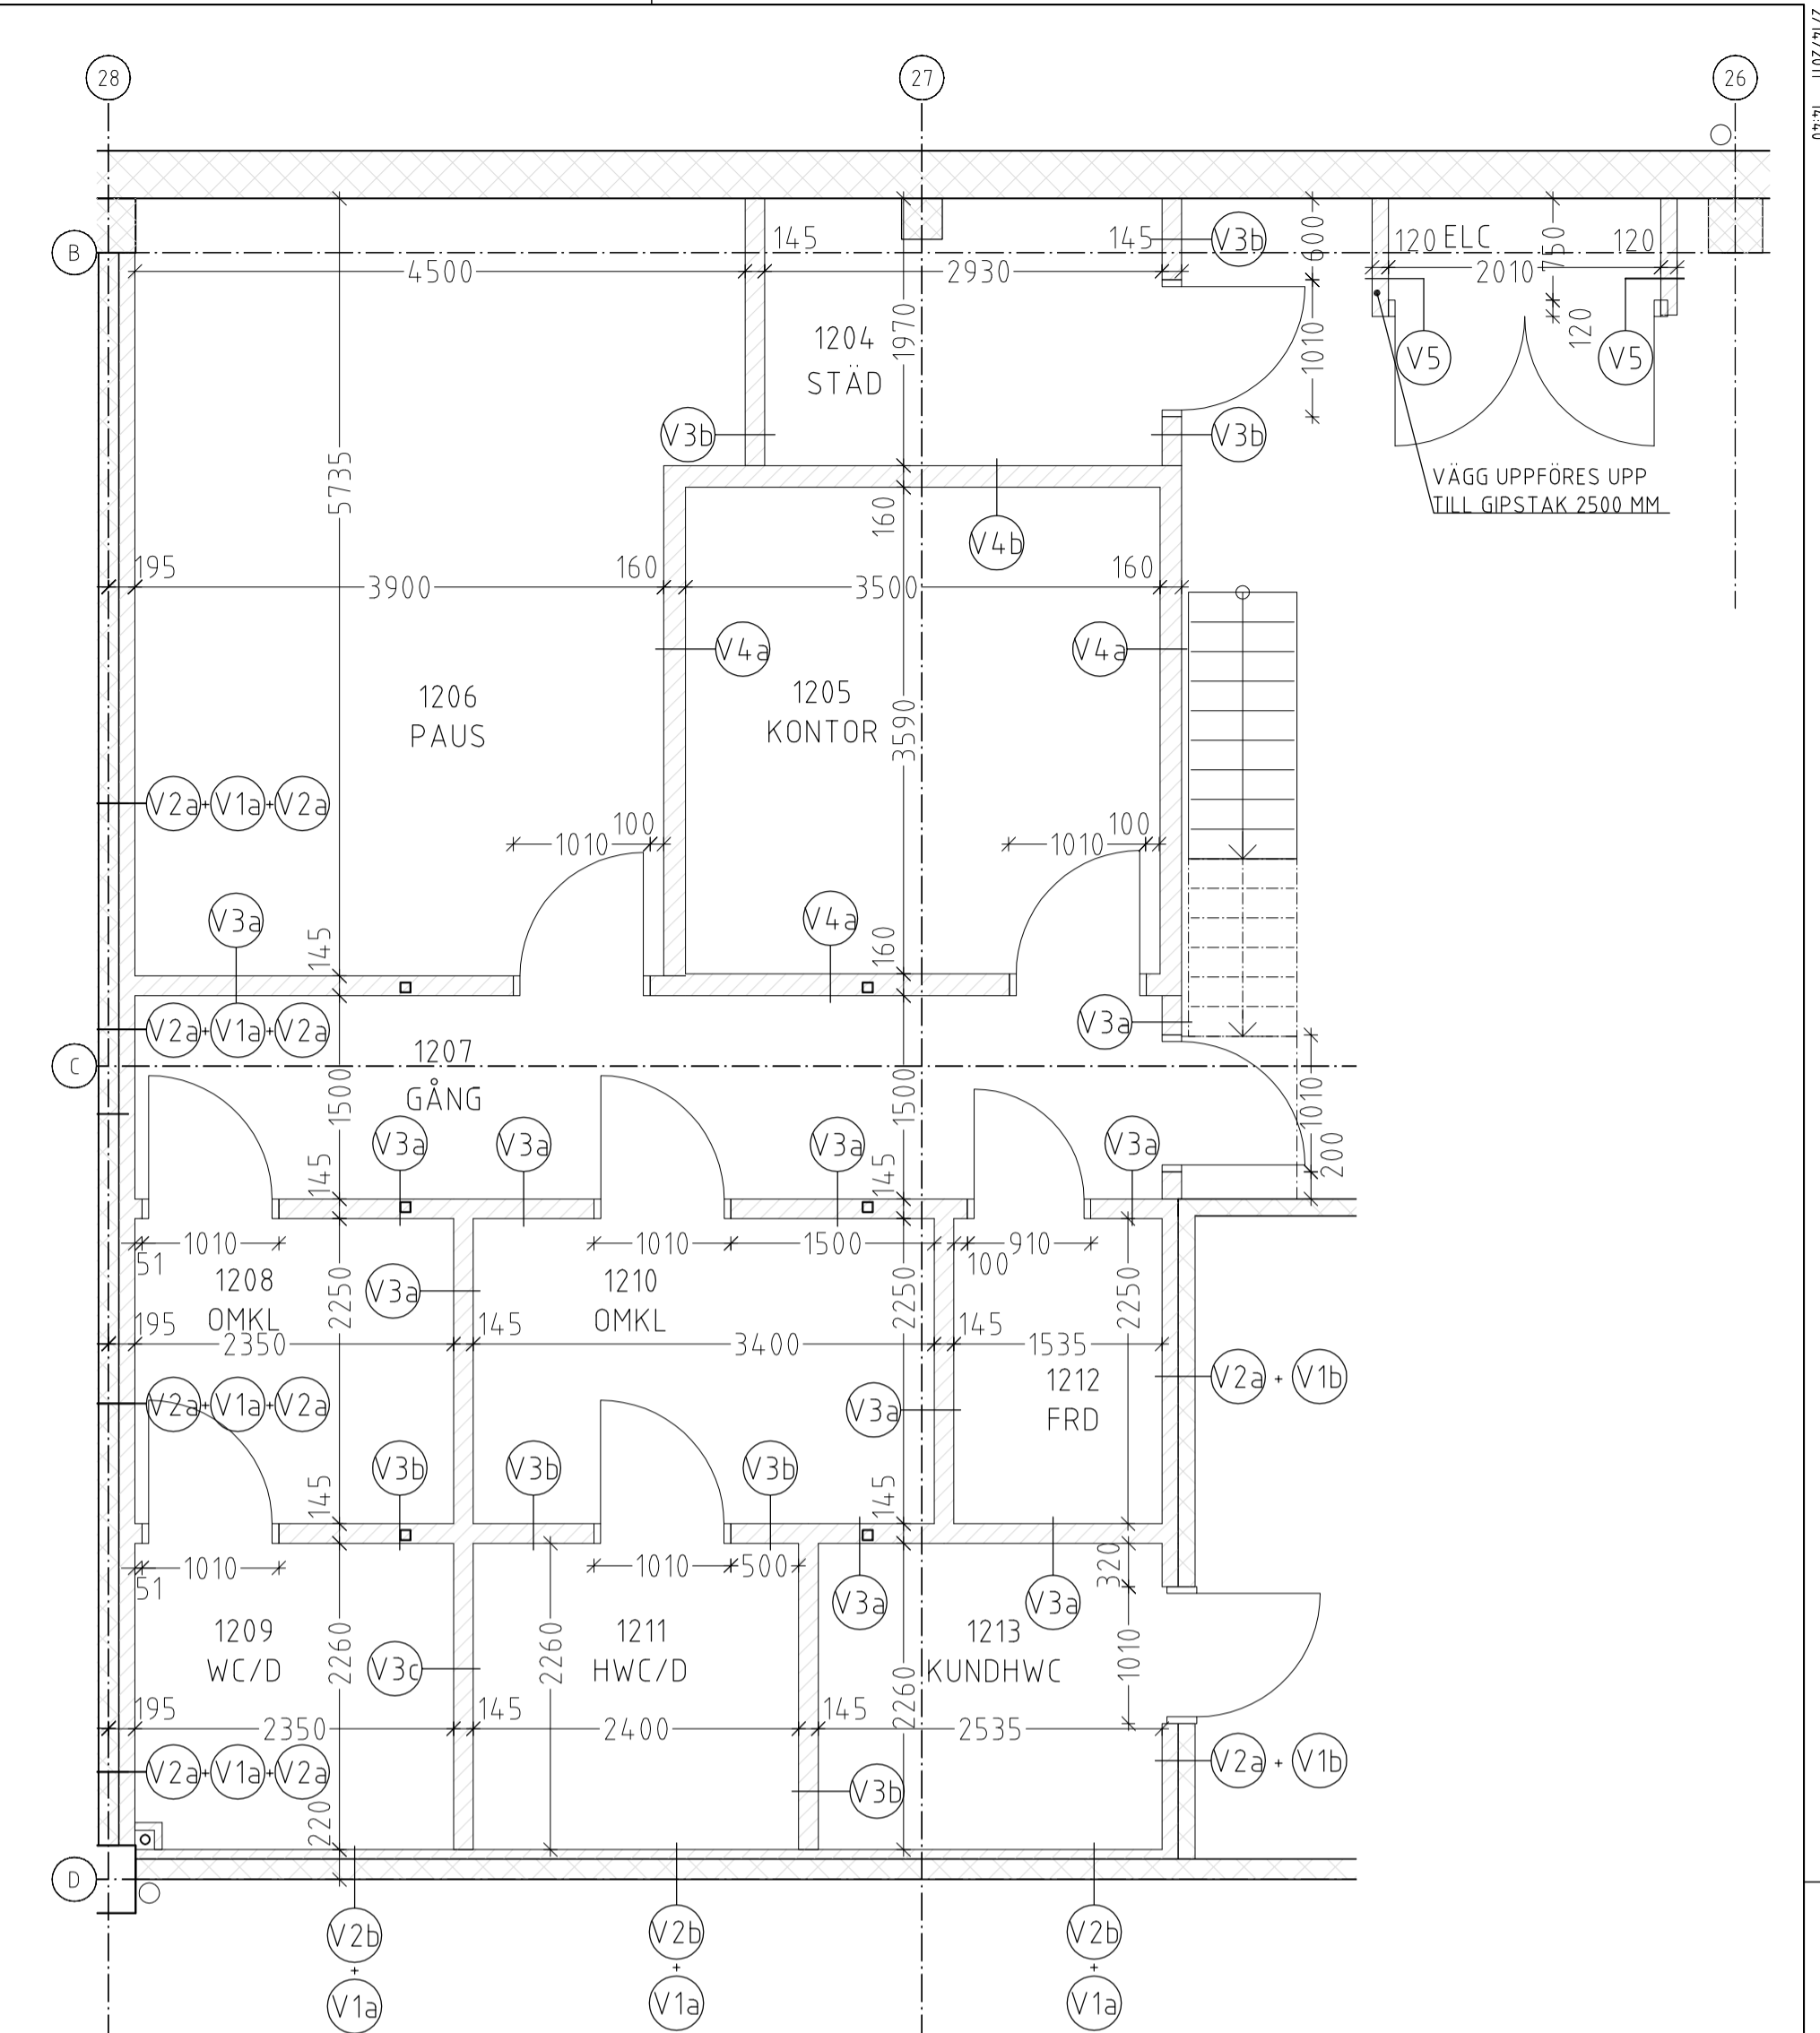 2/14/2011 14:40
28
27
26
B
145
145
V3b
600
120
ELC
750
120
4500
2930
2010
1204
STÄD
1970
1010
120
V5
V5
V3b
V3b
VÄGG UPPFÖRES UPP
TILL GIPSTAK 2500 MM
5735
160
V4b
195
3900
160
3500
160
V4a
V4a
1206
PAUS
1205
KONTOR
3590
V2a+V1a+V2a
1010
100
1010
100
V3a
V4a
145
160
V2a+V1a+V2a
V3a
C
1207
GÅNG
1500
1500
1010
200
V3a
V3a
V3a
V3a
145
145
1010
51
1010
1500
910
100
1208
OMKL
V3a
1210
OMKL
2250
2250
2250
195
2350
145
3400
145
1535
V2a + V1b
1212
FRD
V2a+V1a+V2a
V3a
V3b
V3b
V3b
145
145
1010
51
1010
500
320
V3a
V3a
1209
WC/D
1211
HWC/D
1213
KUNDHWC
2260
V3c
2260
2260
1010
195
2350
145
2400
145
2535
V2a+V1a+V2a
V2a + V1b
V3b
220
D
V2b
+
V1a
V2b
+
V1a
V2b
+
V1a